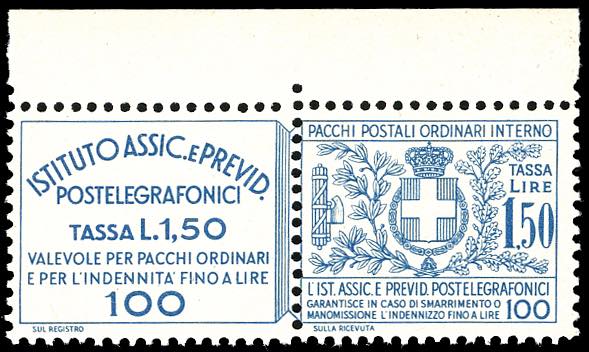 ISTITUTO ASSIC. E PREVID.
POSTELEGRAFONICI
TASSA L.1,50
VALEVOLE PER PACCHI ORDINARI
E PER L'INDENNITA' FINO A LIRE
100
SUL REGISTRO
PACCHI POSTALI ORDINARI INTERNO
TASSA
LIRE
1,50
L'IST. ASSIC. E PREVID. POSTELEGRAFONICI
GARANTISCE IN CASO DI SMARRIMENTO O
MANOMISSIONE L'INDENNIZZO FINO A LIRE 100
SULLA RICEVUTA